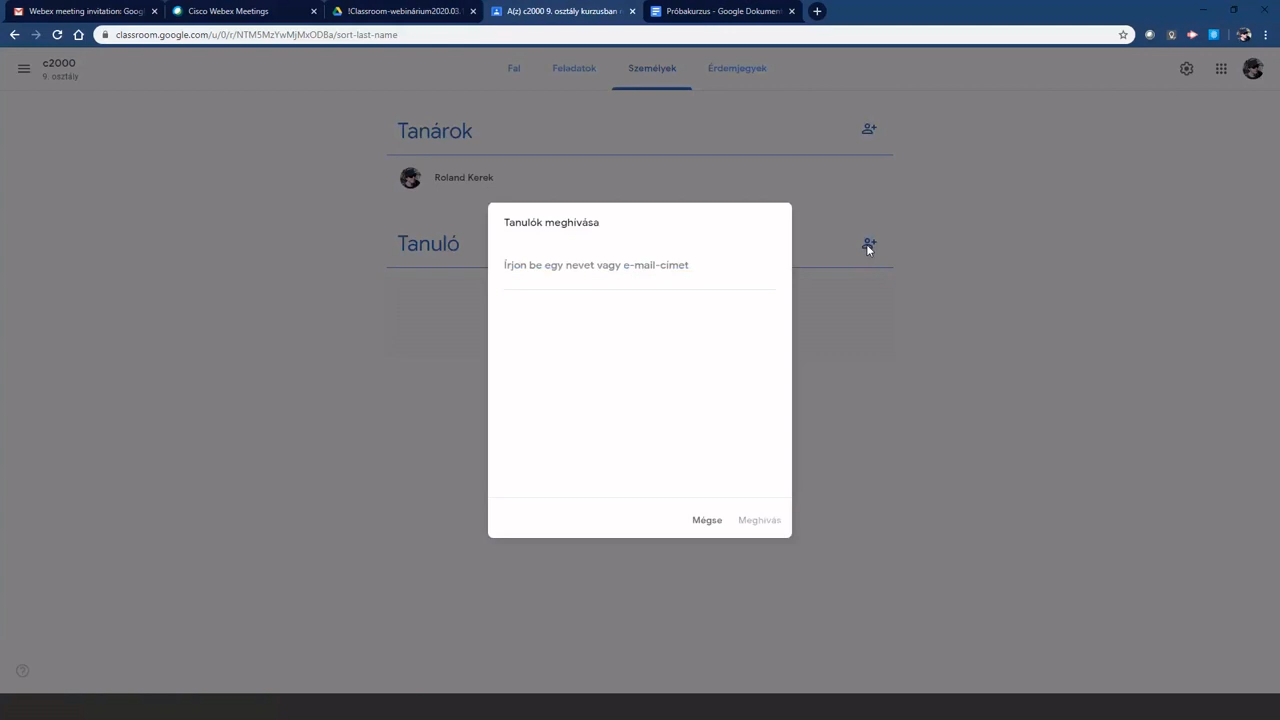 Webex meeting invitation: Googl
Cisco Webex Meetings
!Classroom-webinárium2020.03.
A(z) c2000 9. osztály kurzusban r
Próbakurzus - Google Dokument
classroom.google.com/u/0/r/NTM5MzYwMjMxODBa/sort-last-name
c2000
9. osztály
Fal
Feladatok
Személyek
Érdemjegyek
Tanárok
Roland Kerek
Tanulók meghívása
Tanuló
Írjon be egy nevet vagy e-mail-címet
Mégse
Meghívás